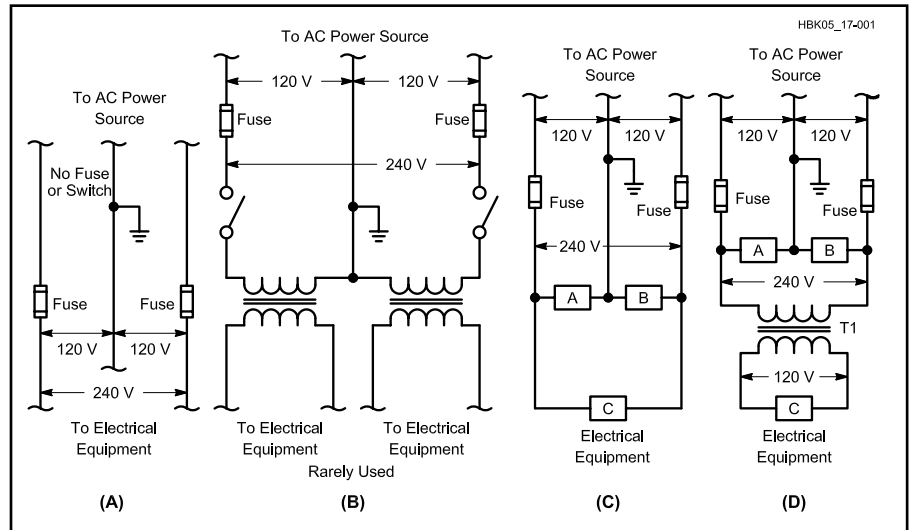 HBK05_17-001
To AC Power
Source
No Fuse
or Switch
Fuse
Fuse
120 V
120 V
240 V
To Electrical
Equipment
(A)
To AC Power Source
120 V
120 V
Fuse
Fuse
240 V
To Electrical
Equipment
To Electrical
Equipment
Rarely Used
(B)
To AC Power
Source
120 V
120 V
Fuse
Fuse
240 V
A
B
C
Electrical
Equipment
(C)
To AC Power
Source
120 V
120 V
Fuse
Fuse
A
B
240 V
T1
120 V
C
Electrical
Equipment
(D)